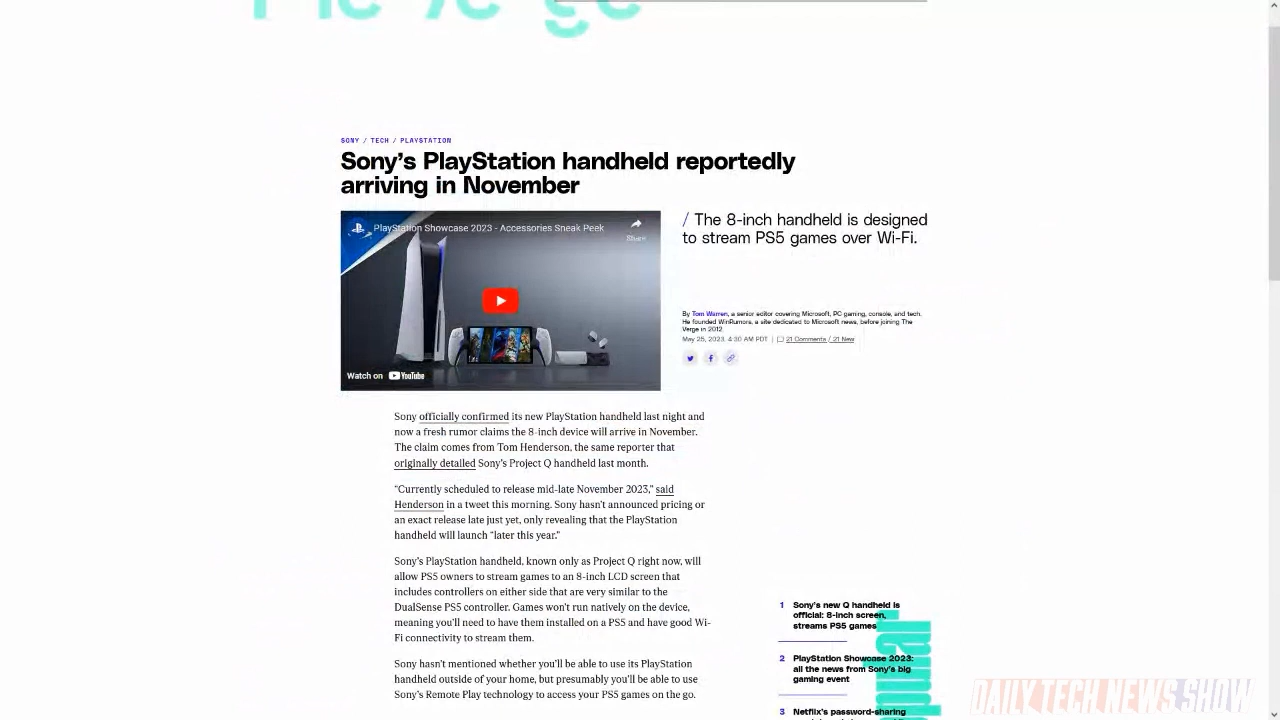 SONY / TECH / PLAYSTATION
Sony's PlayStation handheld reportedly
arriving in November
PlayStation Showcase 2023 - Accessories Sneak Peek
Share
Watch on YouTube
/ The 8-inch handheld is designed
to stream PS5 games over Wi-Fi.
By Tom Warren, a senior editor covering Microsoft, PC gaming, console, and tech.
He founded WinRumors, a site dedicated to Microsoft news, before joining The
Verge in 2012.
May 25, 2023, 4:30 AM PDT | 21 Comments / 21 New
Sony officially confirmed its new PlayStation handheld last night and
now a fresh rumor claims the 8-inch device will arrive in November.
The claim comes from Tom Henderson, the same reporter that
originally detailed Sony's Project Q handheld last month.
“Currently scheduled to release mid-late November 2023,” said
Henderson in a tweet this morning. Sony hasn't announced pricing or
an exact release late just yet, only revealing that the PlayStation
handheld will launch “later this year.”
Sony's PlayStation handheld, known only as Project Q right now, will
allow PS5 owners to stream games to an 8-inch LCD screen that
includes controllers on either side that are very similar to the
DualSense PS5 controller. Games won't run natively on the device,
meaning you'll need to have them installed on a PS5 and have good Wi-
Fi connectivity to stream them.
Sony hasn't mentioned whether you'll be able to use its PlayStation
handheld outside of your home, but presumably you'll be able to use
Sony's Remote Play technology to access your PS5 games on the go.
1 Sony's new Q handheld is
official: 8-inch screen,
streams PS5 games
2 PlayStation Showcase 2023:
all the news from Sony's big
gaming event
3 Netflix's password-sharing
DAILY TECH NEWS SHOW